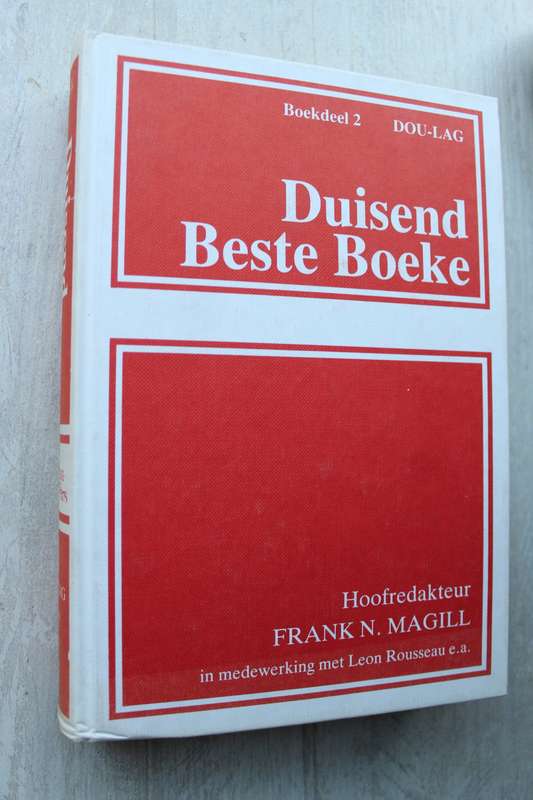 Boekdeel 2 DOU-LAG
Duisend
Beste Boeke
Hoofredakteur
FRANK N. MAGILL
in medewerking met Leon Rousseau e.a.